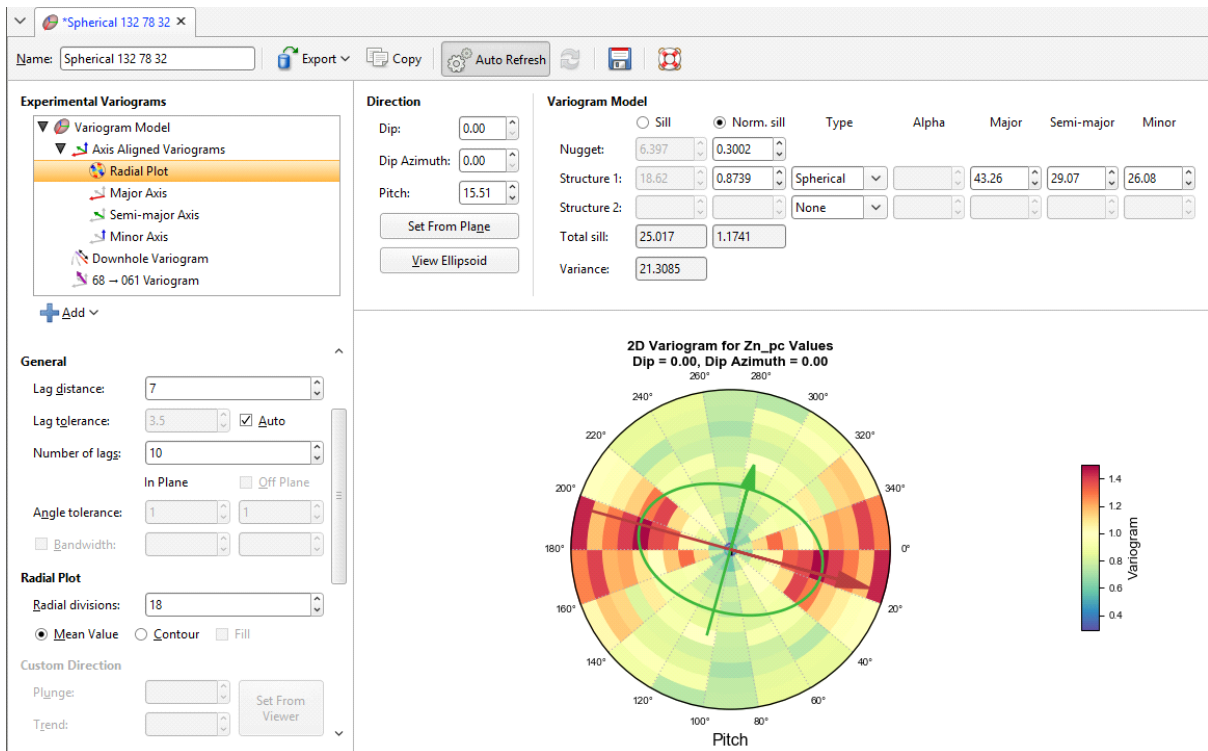 *Spherical 132 78 32
Name: Spherical 132 78 32 Export Copy Auto Refresh
Experimental Variograms
Variogram Model
Axis Aligned Variograms
Radial Plot
Major Axis
Semi-major Axis
Minor Axis
Downhole Variogram
68 → 061 Variogram
Add
Direction
Dip: 0.00
Dip Azimuth: 0.00
Pitch: 15.51
Set From Plane
View Ellipsoid
Variogram Model
Sill Norm. sill Type Alpha Major Semi-major Minor
Nugget: 6.397 0.3002
Structure 1: 18.62 0.8739 Spherical 43.26 29.07 26.08
Structure 2: None
Total sill: 25.017 1.1741
Variance: 21.3085
General
Lag distance: 7
Lag tolerance: 3.5 Auto
Number of lags: 10
In Plane Off Plane
Angle tolerance: 1 1
Bandwidth:
Radial Plot
Radial divisions: 18
Mean Value Contour Fill
Custom Direction
Plunge:
Trend:
Set From
Viewer
2D Variogram for Zn_pc Values
Dip = 0.00, Dip Azimuth = 0.00
260° 280°
240° 300°
220° 320°
200° 340°
180° 0°
160° 20°
140° 40°
120° 60°
100° 80°
Pitch
1.4
1.2
1.0
0.8
0.6
0.4
Variogram